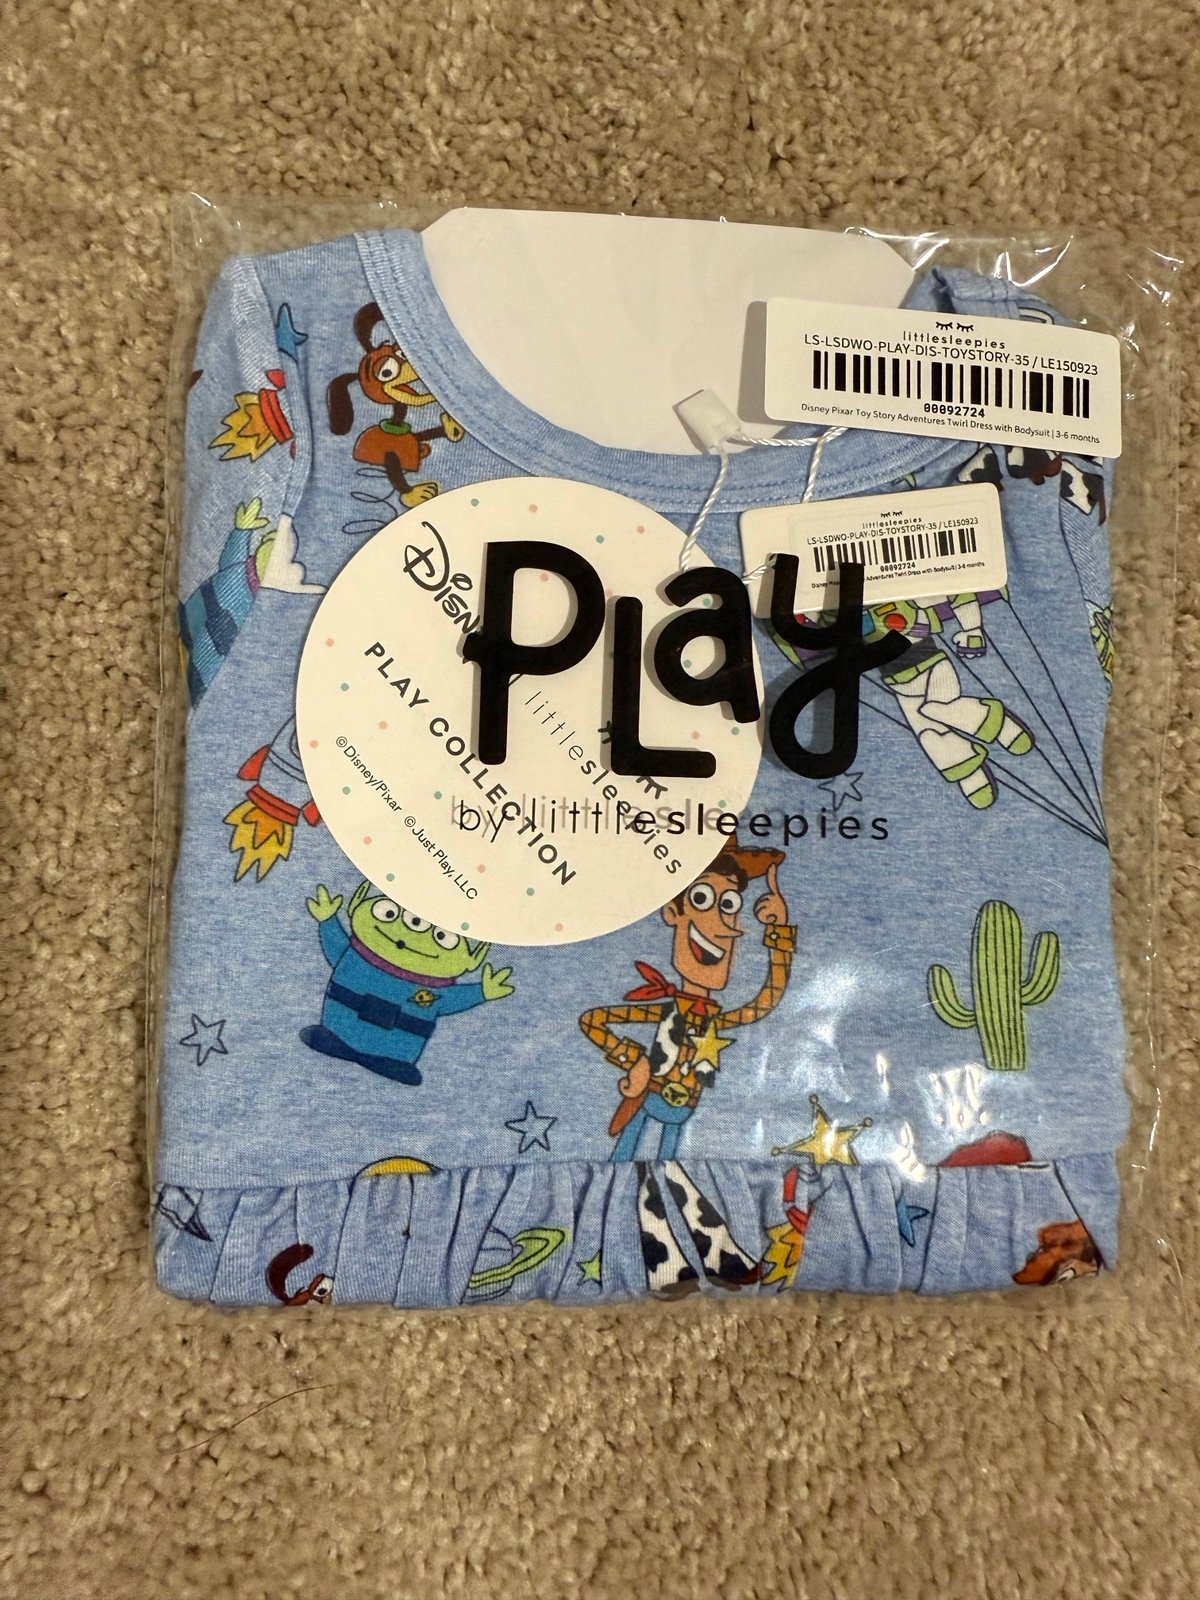 littlesleepies
LS-LSDWO-PLAY-DIS-TOYSTORY-35 / LE150923
00092724
Disney Pixar Toy Story Adventures Twirl Dress with Bodysuit | 3-6 months
littlesleepies
LS-LSDWO-PLAY-DIS-TOYSTORY-35 / LE150923
00092724
Adventures Twirl Dress with Bodysuit | 3-6 months
PLay
by littlesleepies
Disn
littlesleepies
PLAY COLLECTION
©Disney/Pixar ©Just Play, LLC